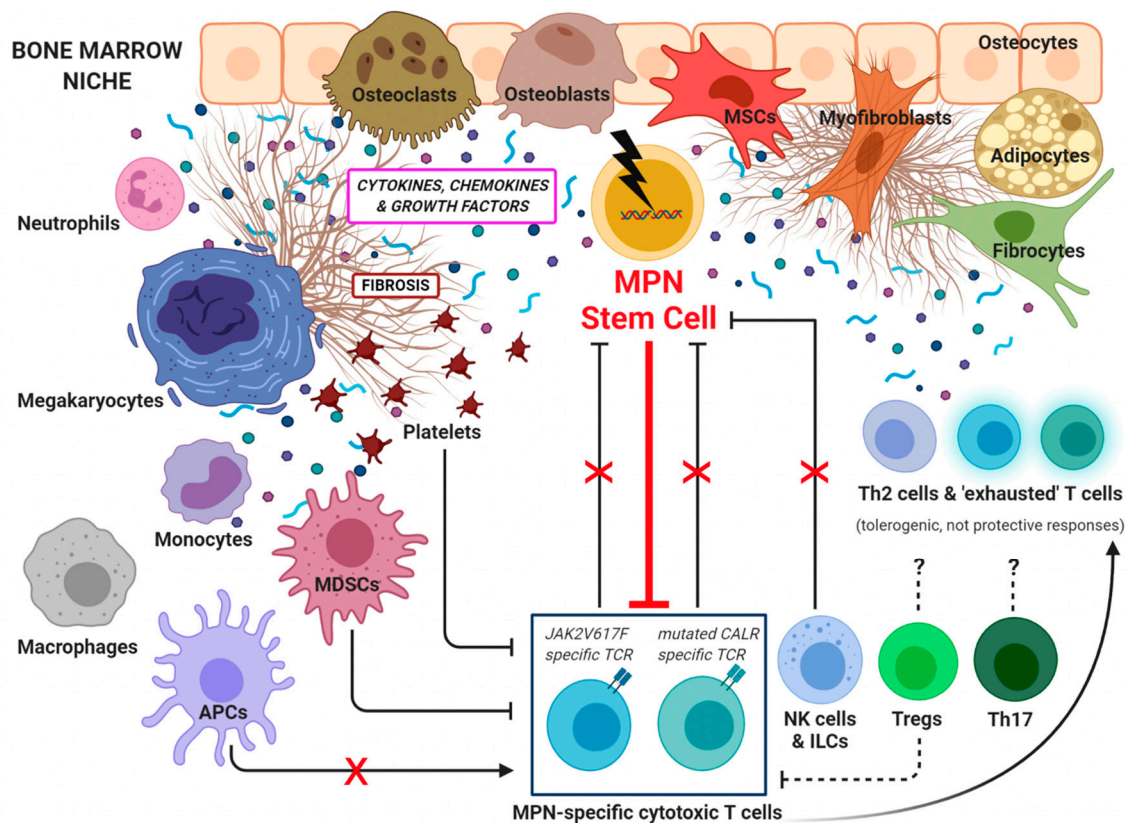 BONE MARROW
NICHE
Osteocytes
Osteoclasts
Osteoblasts
MSCs
Myofibroblasts
Adipocytes
CYTOKINES, CHEMOKINES
& GROWTH FACTORS
Neutrophils
Fibrocytes
FIBROSIS
MPN
Stem Cell
Megakaryocytes
Platelets
Th2 cells & 'exhausted' T cells
(tolerogenic, not protective responses)
Monocytes
MDSCs
Macrophages
APCs
X
X
X
X
?
?
JAK2V617F
specific TCR
mutated CALR
specific TCR
NK cells
& ILCs
Tregs
Th17
MPN-specific cytotoxic T cells